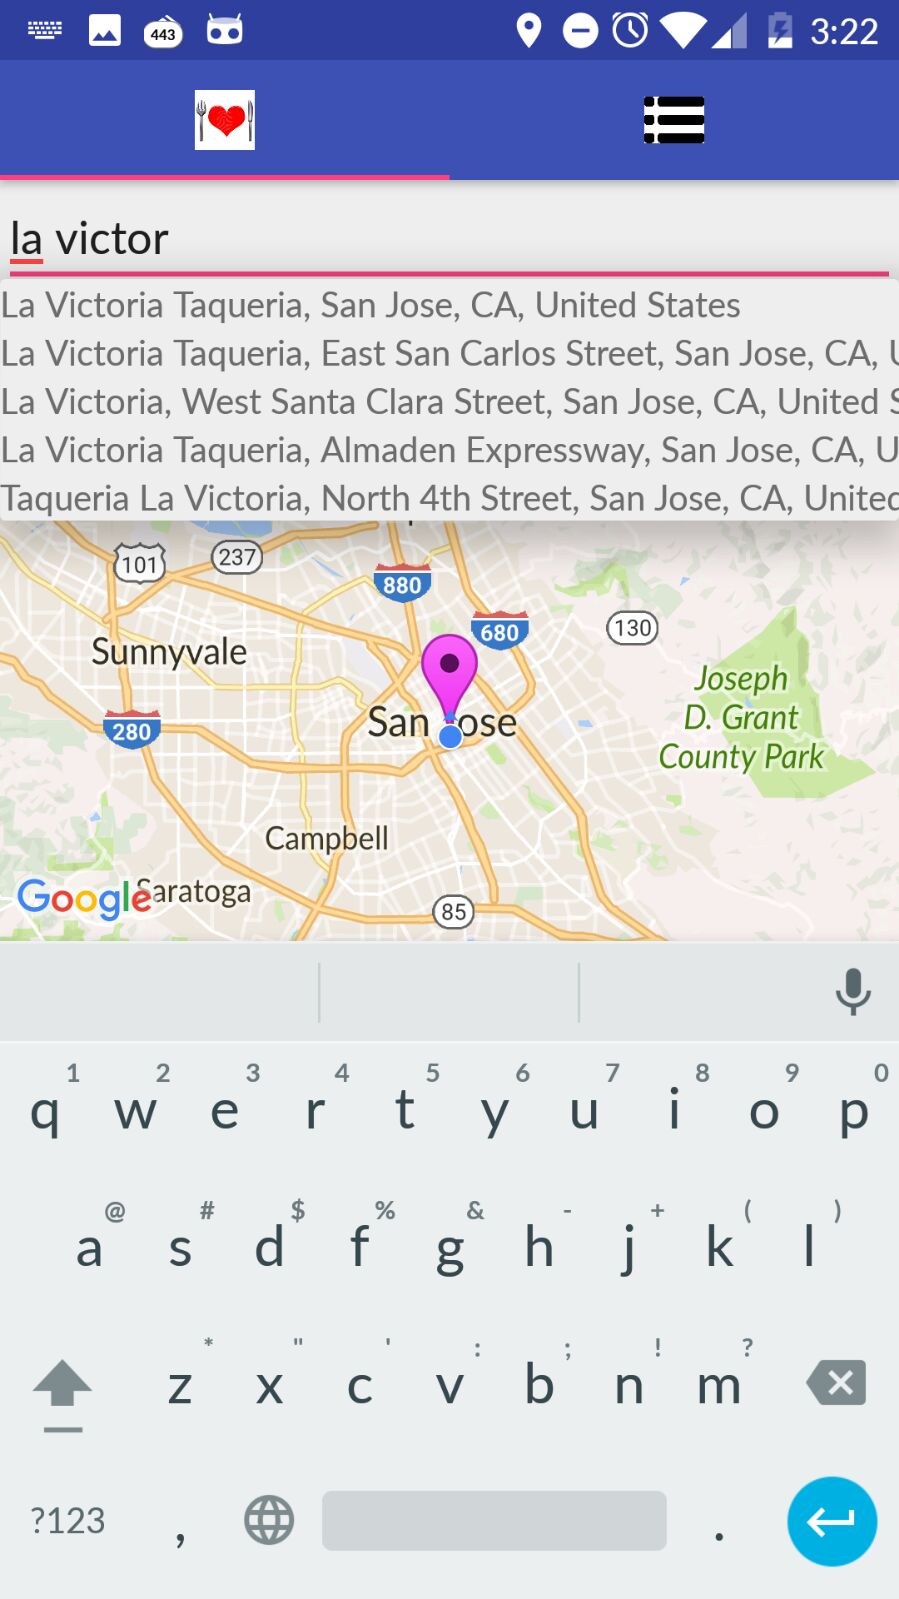 443
3:22
la victor
La Victoria Taqueria, San Jose, CA, United States
La Victoria Taqueria, East San Carlos Street, San Jose, CA, U
La Victoria, West Santa Clara Street, San Jose, CA, United S
La Victoria Taqueria, Almaden Expressway, San Jose, CA, U
Taqueria La Victoria, North 4th Street, San Jose, CA, United
101
237
880
680
130
Sunnyvale
Joseph
D. Grant
County Park
San Jose
280
Campbell
Google
Saratoga
85
1 2 3 4 5 6 7 8 9 0
q w e r t y u i o p
@ # $ % & - + ( )
a s d f g h j k l
* " ' : ; ! ?
z x c v b n m
?123 , .